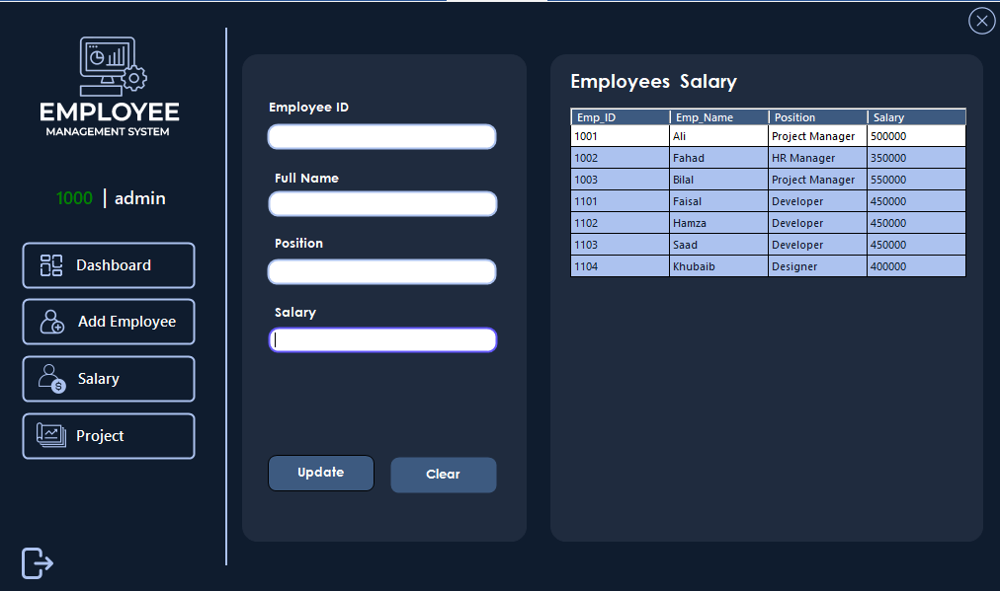 EMPLOYEE
MANAGEMENT SYSTEM
1000 | admin
Dashboard
Add Employee
Salary
Project
Employee ID
Full Name
Position
Salary
Update
Clear
Employees Salary
Emp_ID Emp_Name Position Salary
1001 Ali Project Manager 500000
1002 Fahad HR Manager 350000
1003 Bilal Project Manager 550000
1101 Faisal Developer 450000
1102 Hamza Developer 450000
1103 Saad Developer 450000
1104 Khubaib Designer 400000